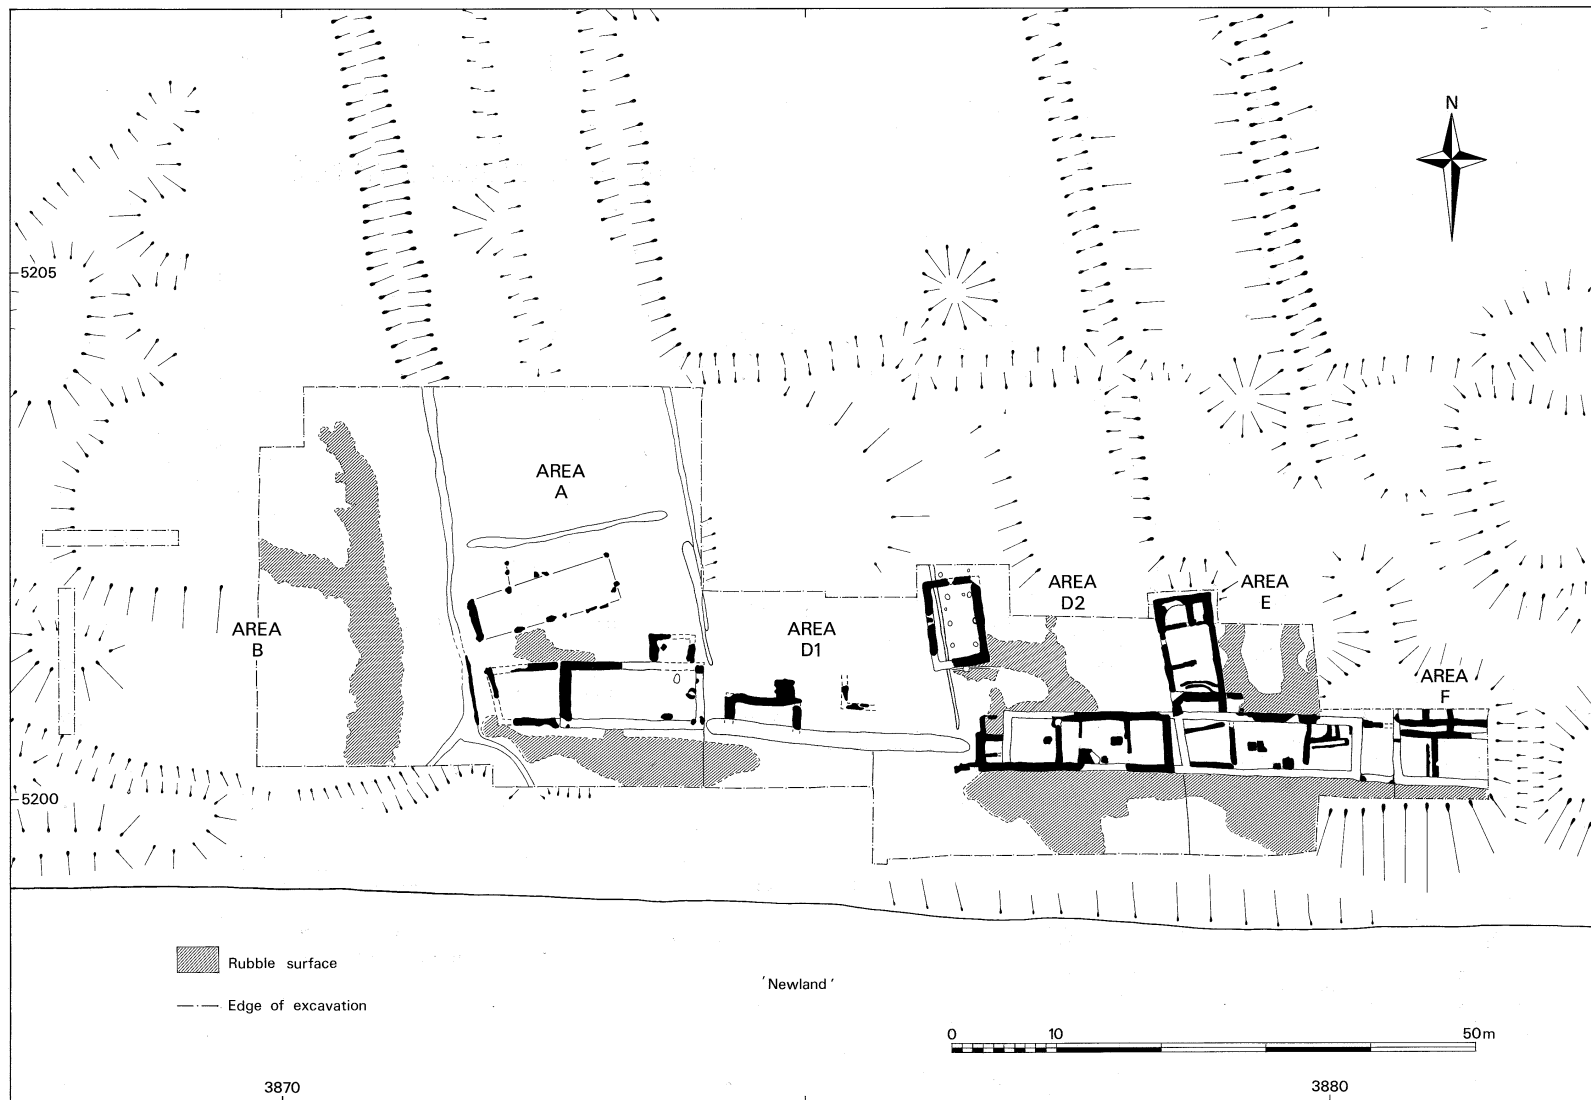 N
5205
AREA
A
AREA
B
AREA
D1
AREA
D2
AREA
E
AREA
F
5200
Rubble surface
'Newland'
Edge of excavation
0 10 50m
3870 3880